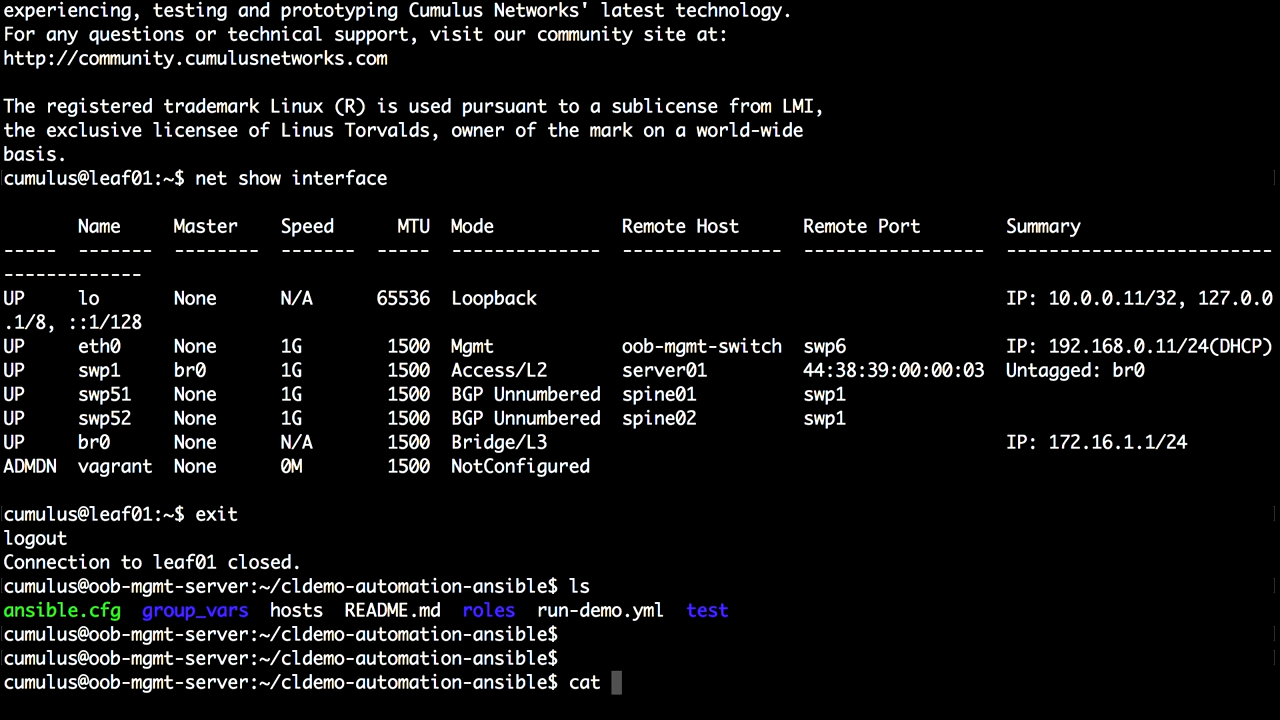 experiencing, testing and prototyping Cumulus Networks' latest technology.
For any questions or technical support, visit our community site at:
http://community.cumulusnetworks.com

The registered trademark Linux (R) is used pursuant to a sublicense from LMI,
the exclusive licensee of Linus Torvalds, owner of the mark on a world-wide
basis.
cumulus@leaf01:~$ net show interface

       Name     Master    Speed      MTU  Mode            Remote Host      Remote Port        Summary
-----  -------  --------  -------  -----  --------------  ---------------  -----------------  -------------------------
-------------
UP     lo       None      N/A      65536  Loopback                                            IP: 10.0.0.11/32, 127.0.0
.1/8, ::1/128
UP     eth0     None      1G        1500  Mgmt            oob-mgmt-switch  swp6               IP: 192.168.0.11/24(DHCP)
UP     swp1     br0       1G        1500  Access/L2       server01         44:38:39:00:00:03  Untagged: br0
UP     swp51    None      1G        1500  BGP Unnumbered  spine01          swp1
UP     swp52    None      1G        1500  BGP Unnumbered  spine02          swp1
UP     br0      None      N/A       1500  Bridge/L3                                           IP: 172.16.1.1/24
ADMDN  vagrant  None      0M        1500  NotConfigured

cumulus@leaf01:~$ exit
logout
Connection to leaf01 closed.
cumulus@oob-mgmt-server:~/cldemo-automation-ansible$ ls
ansible.cfg  group_vars  hosts  README.md  roles  run-demo.yml  test
cumulus@oob-mgmt-server:~/cldemo-automation-ansible$
cumulus@oob-mgmt-server:~/cldemo-automation-ansible$
cumulus@oob-mgmt-server:~/cldemo-automation-ansible$ cat